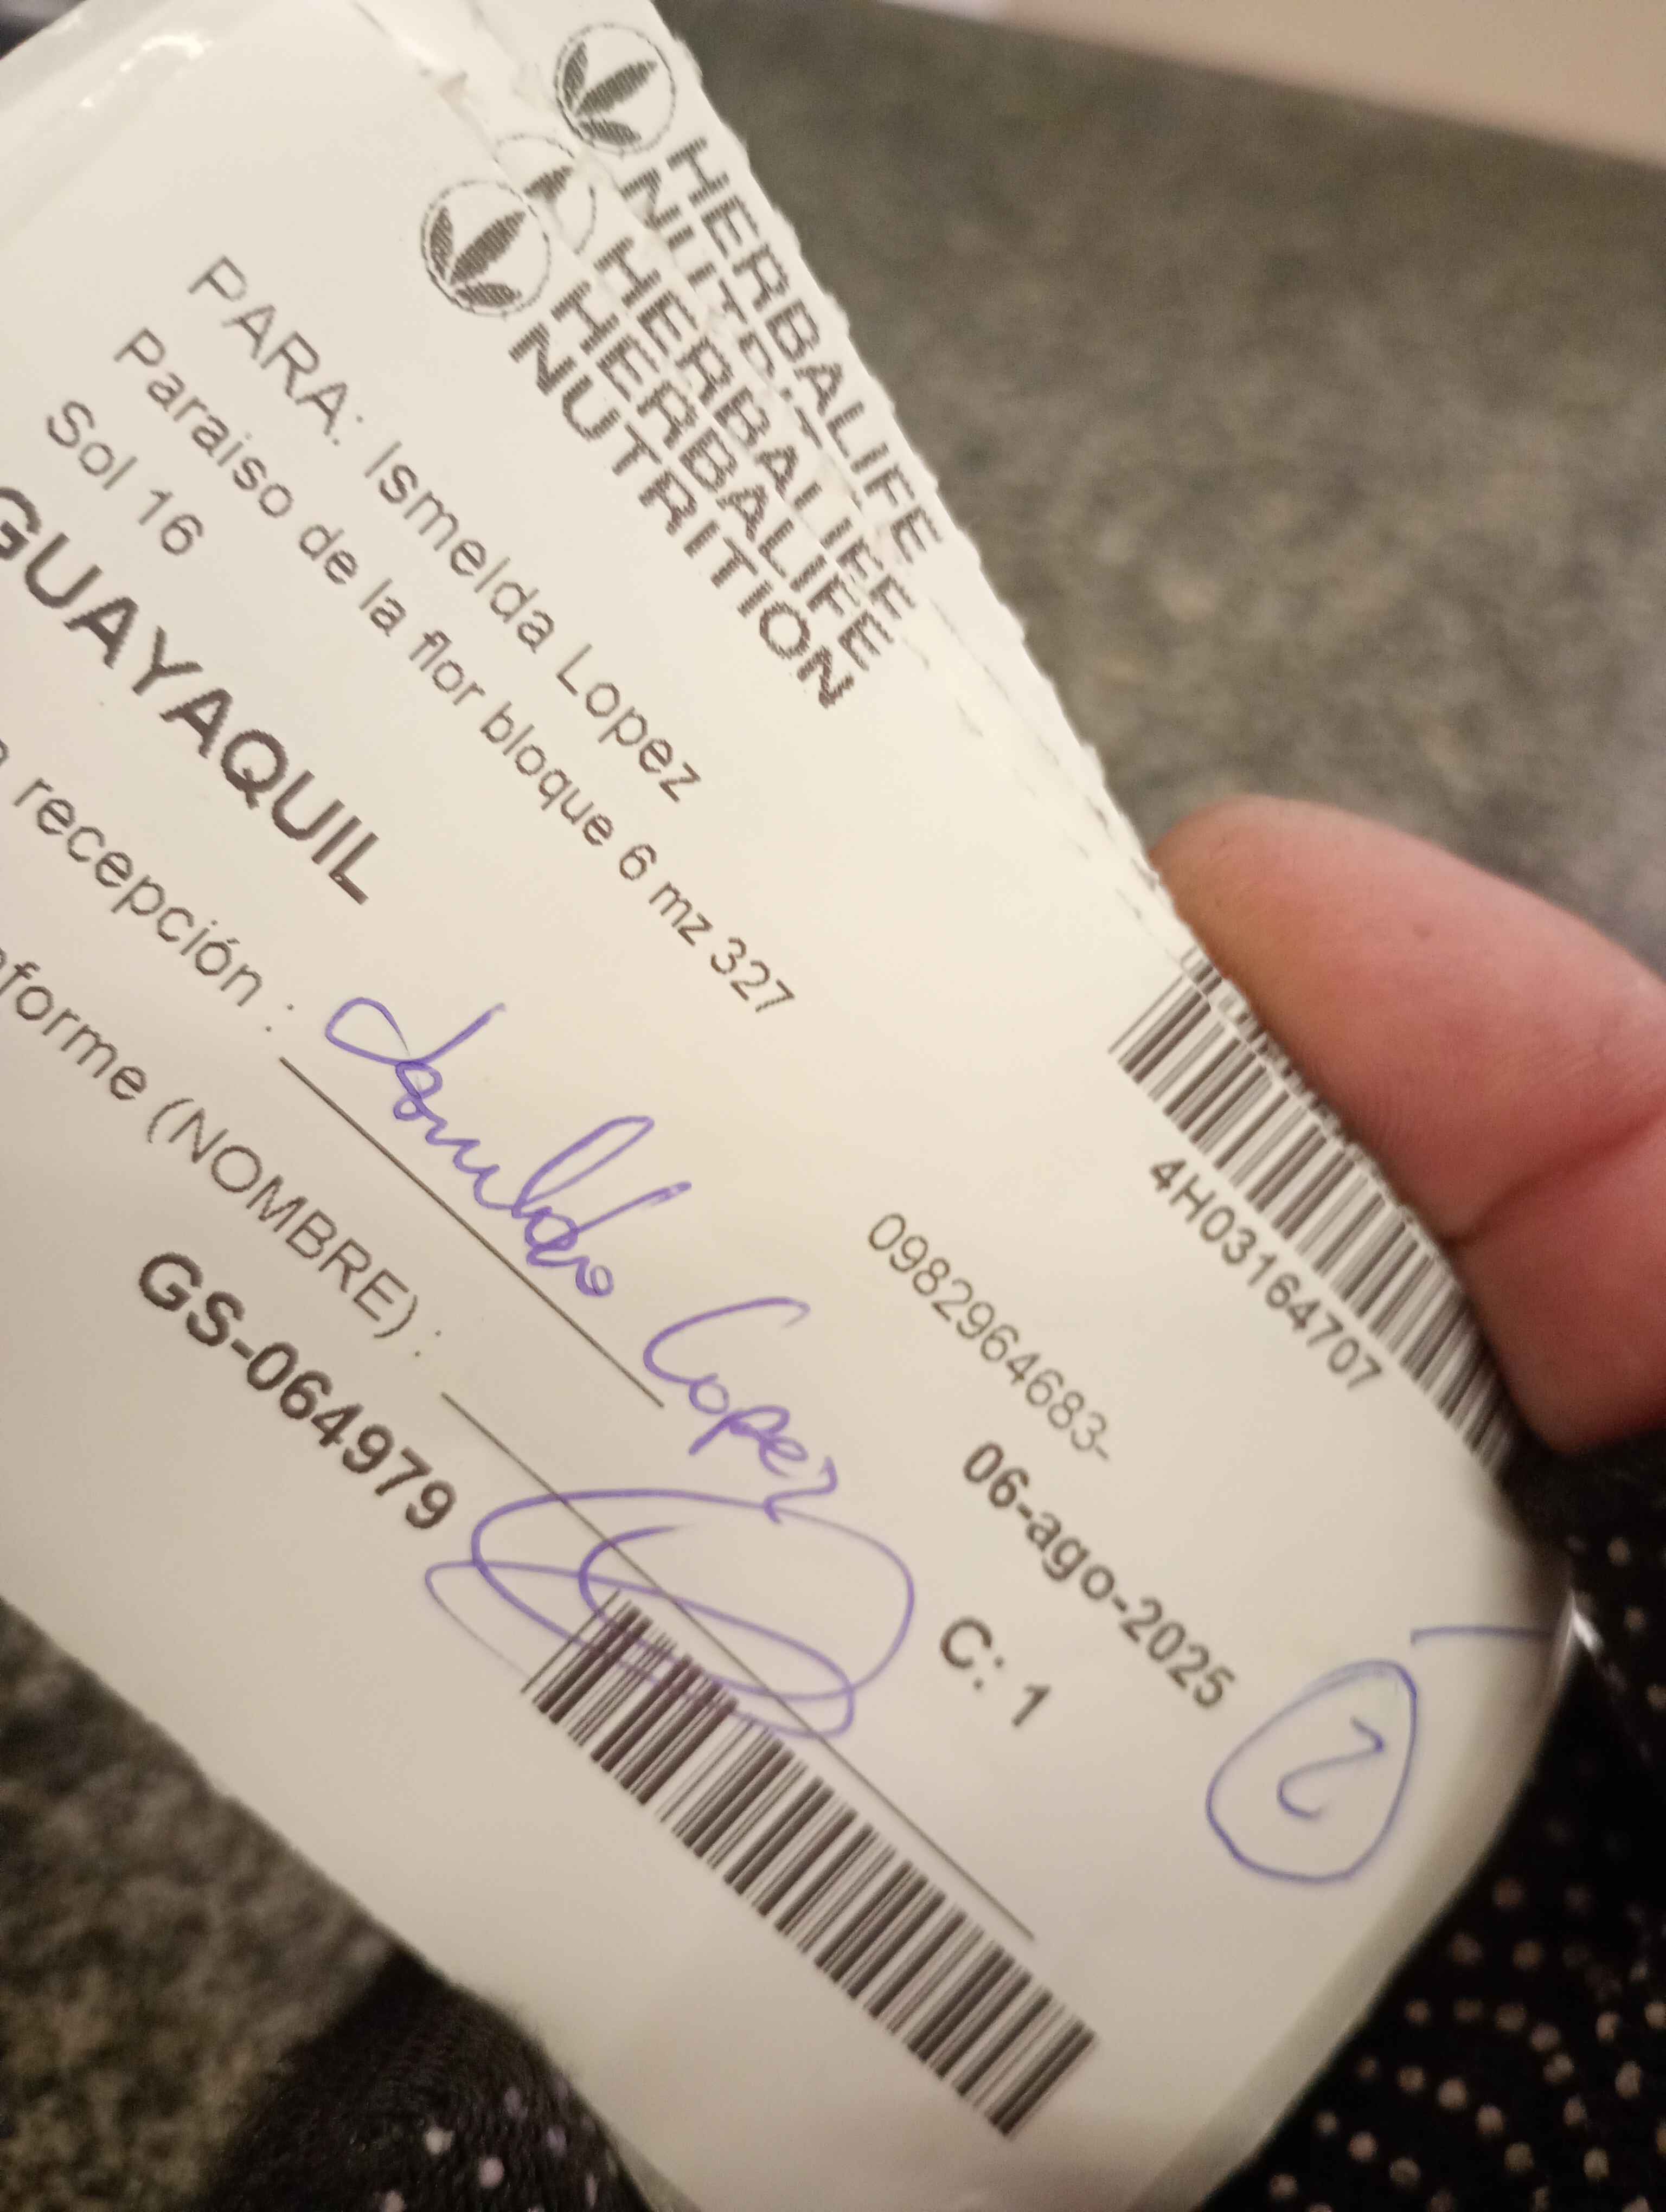 HERBALIFE
HERBALIFE
HERBALIFE
NUTRITION
4H03164707
PARA: Ismelda Lopez
Paraiso de la flor bloque 6 mz 327
Sol 16
0982964683-
GUAYAQUIL
06-ago-2025
recepción :
Lopez
C: 1
2
(NOMBRE) :
GS-064979